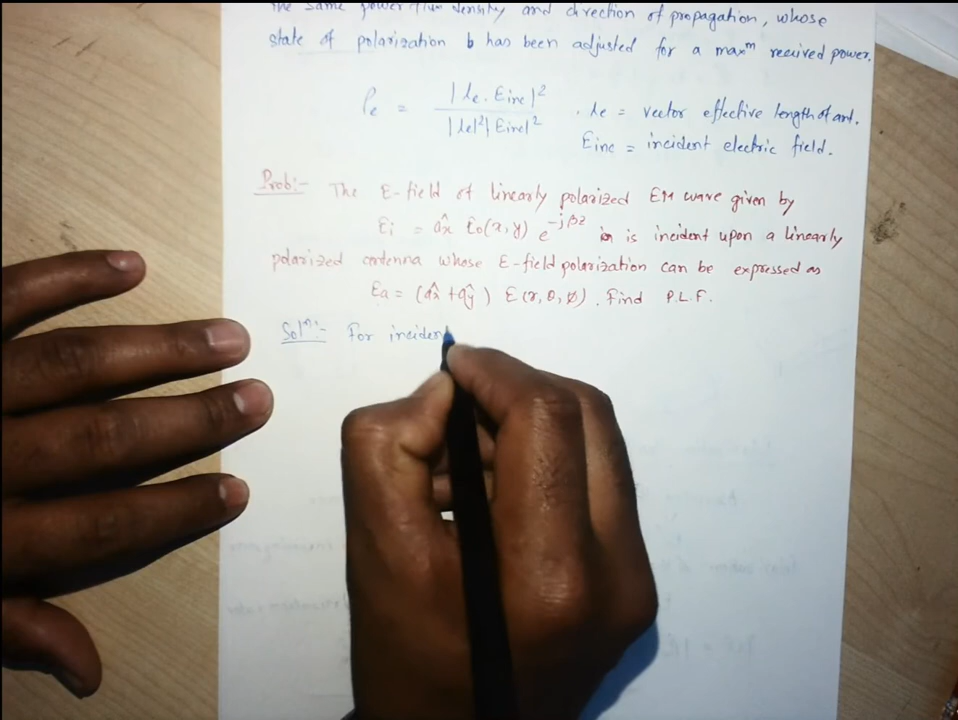 the same power flux density and direction of propagation, whose
state of polarization b has been adjusted for a maxᵐ received power.
Pe = |le . Einc|² / |le|²|Einc|² . le = vector effective length of ant.
Einc = incident electric field.
Prob:- The E-field of linearly polarized EM wave given by
Ei = aˆx E0(x, y) e^-jβz is incident upon a linearly
polarized antenna whose E-field polarization can be expressed as
Ea = (aˆx + aˆy) E(r, θ, φ). Find P.L.F.
Solⁿ:- For inciden